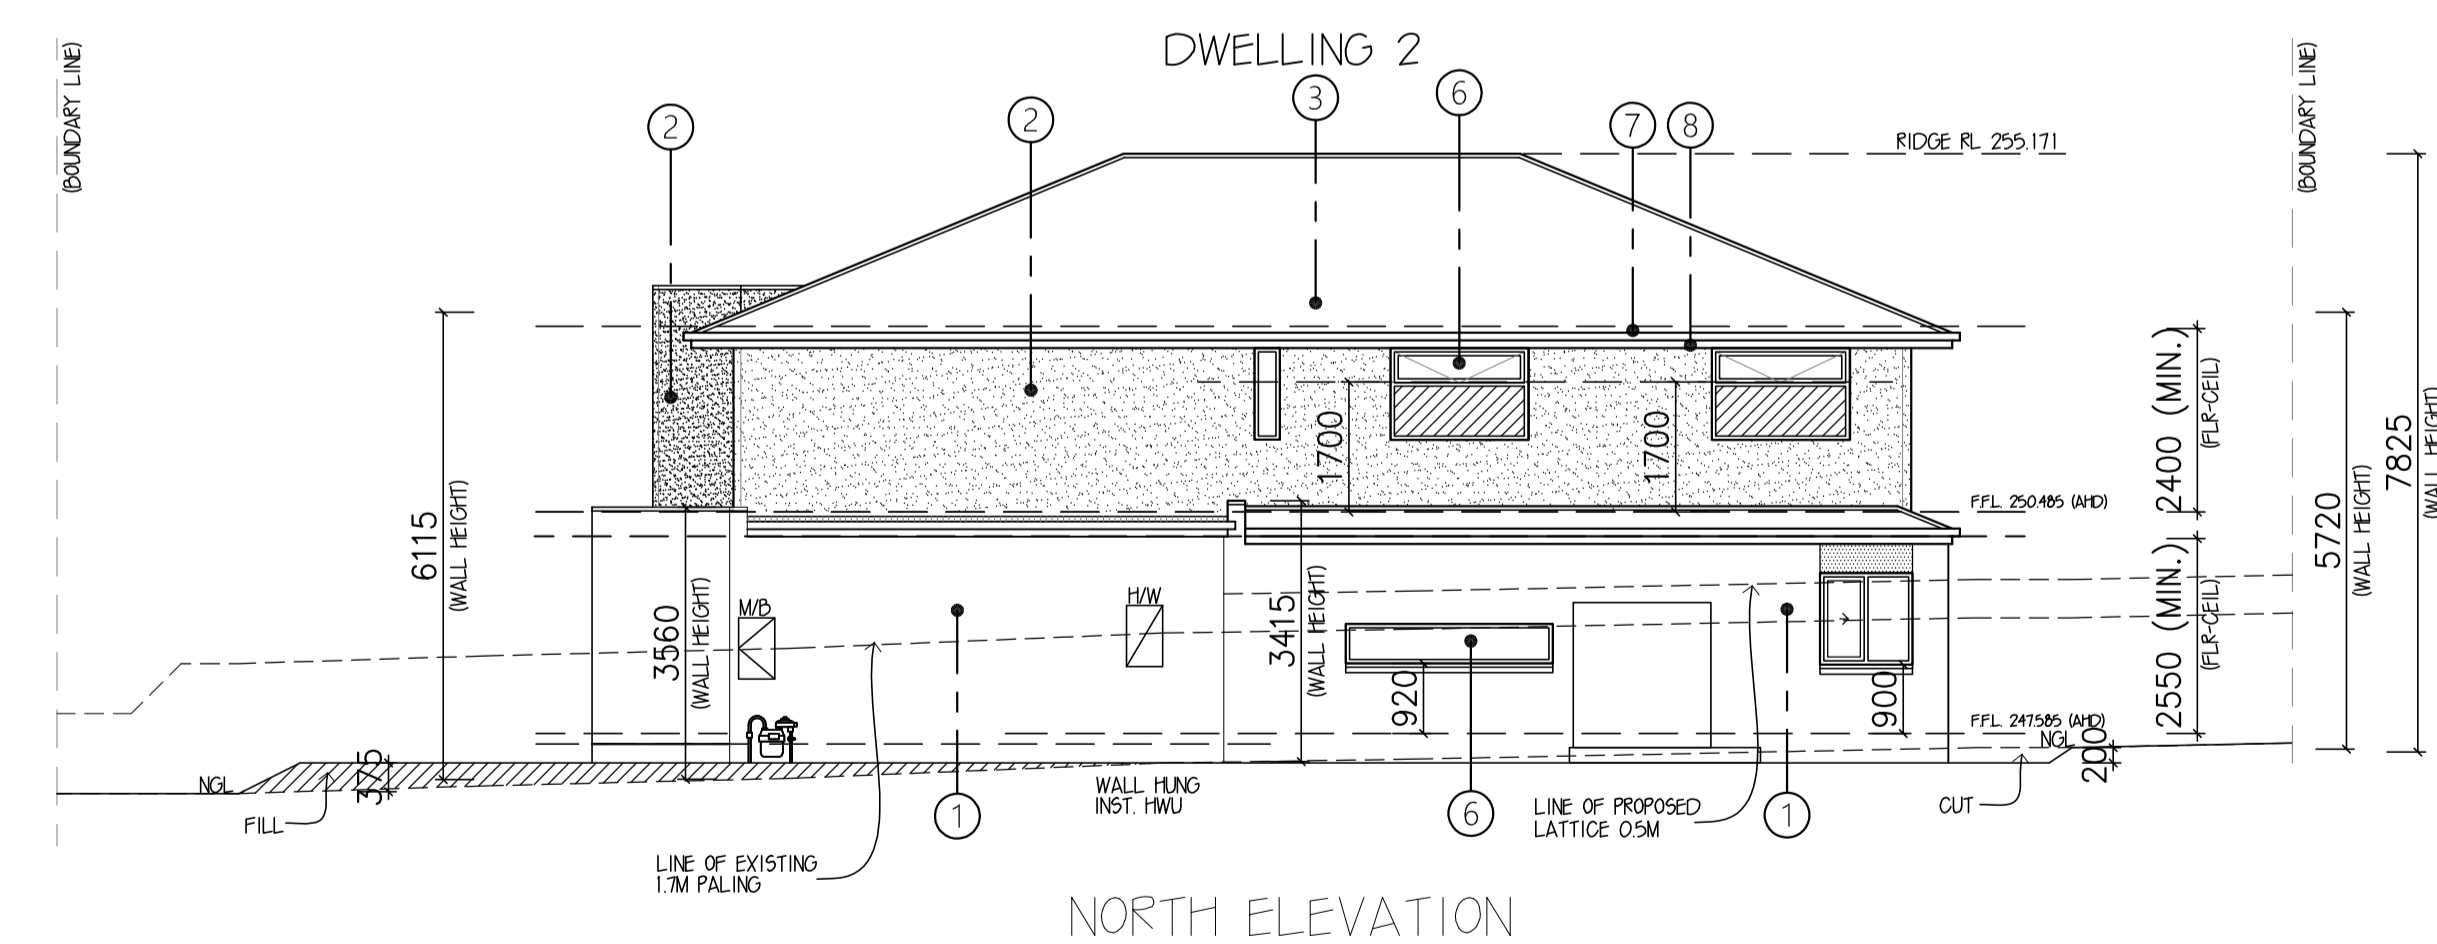 DWELLING 2
(BOUNDARY LINE)
(BOUNDARY LINE)
2
2
3
6
7
8
RIDGE RL 255.171
6115
(WALL HEIGHT)
3560
(WALL HEIGHT)
M/B
H/W
3415
(WALL HEIGHT)
1700
1700
920
900
F.F.L. 250.485 (AHD)
F.F.L. 247.585 (AHD)
2400 (MIN.)
(FLR-CEIL)
2550 (MIN.)
(FLR-CEIL)
5720
(WALL HEIGHT)
7825
(WALL HEIGHT)
NGL
NGL
200
375
FILL
CUT
WALL HUNG
INST. HWU
1
6
1
LINE OF PROPOSED
LATTICE 0.5M
LINE OF EXISTING
1.7M PALING
NORTH ELEVATION